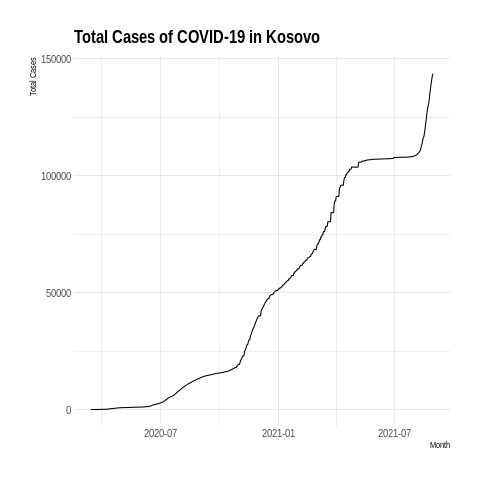 Total Cases of COVID-19 in Kosovo
Total Cases
150000
100000
50000
0
2020-07 2021-01 2021-07
Month